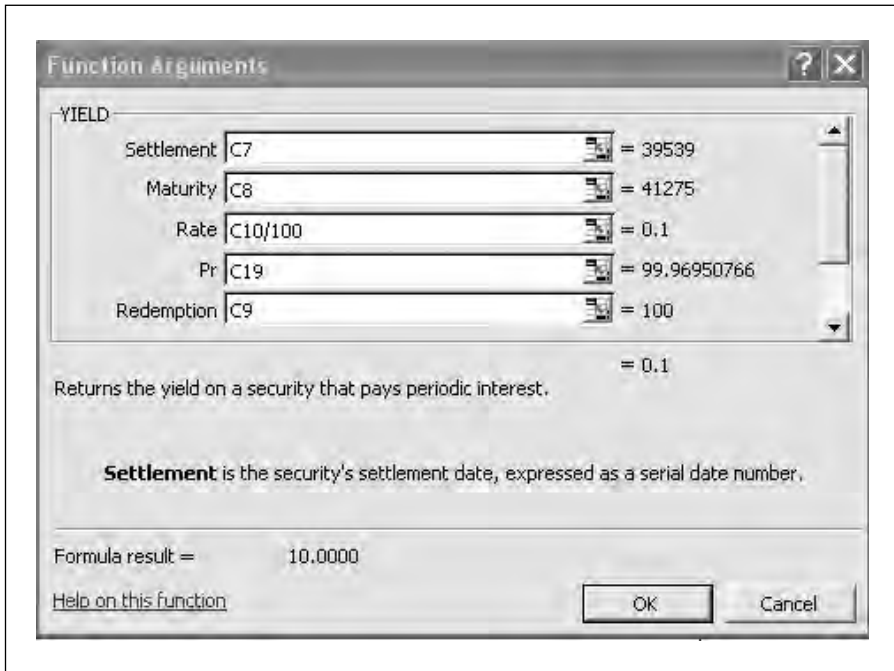 Function Arguments
YIELD
Settlement C7 = 39539
Maturity C8 = 41275
Rate C10/100 = 0.1
Pr C19 = 99.96950766
Redemption C9 = 100
= 0.1
Returns the yield on a security that pays periodic interest.
Settlement is the security's settlement date, expressed as a serial date number.
Formula result = 10.0000
Help on this function OK Cancel